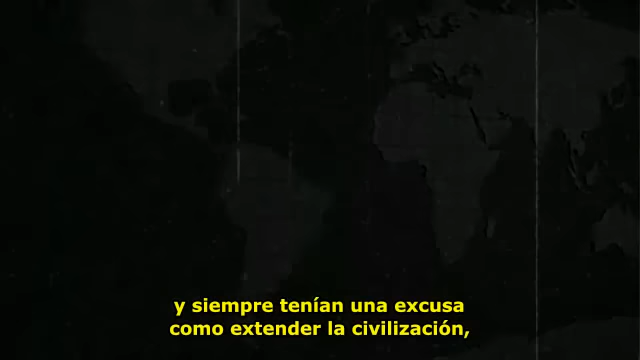 y siempre tenían una excusa
como extender la civilización,